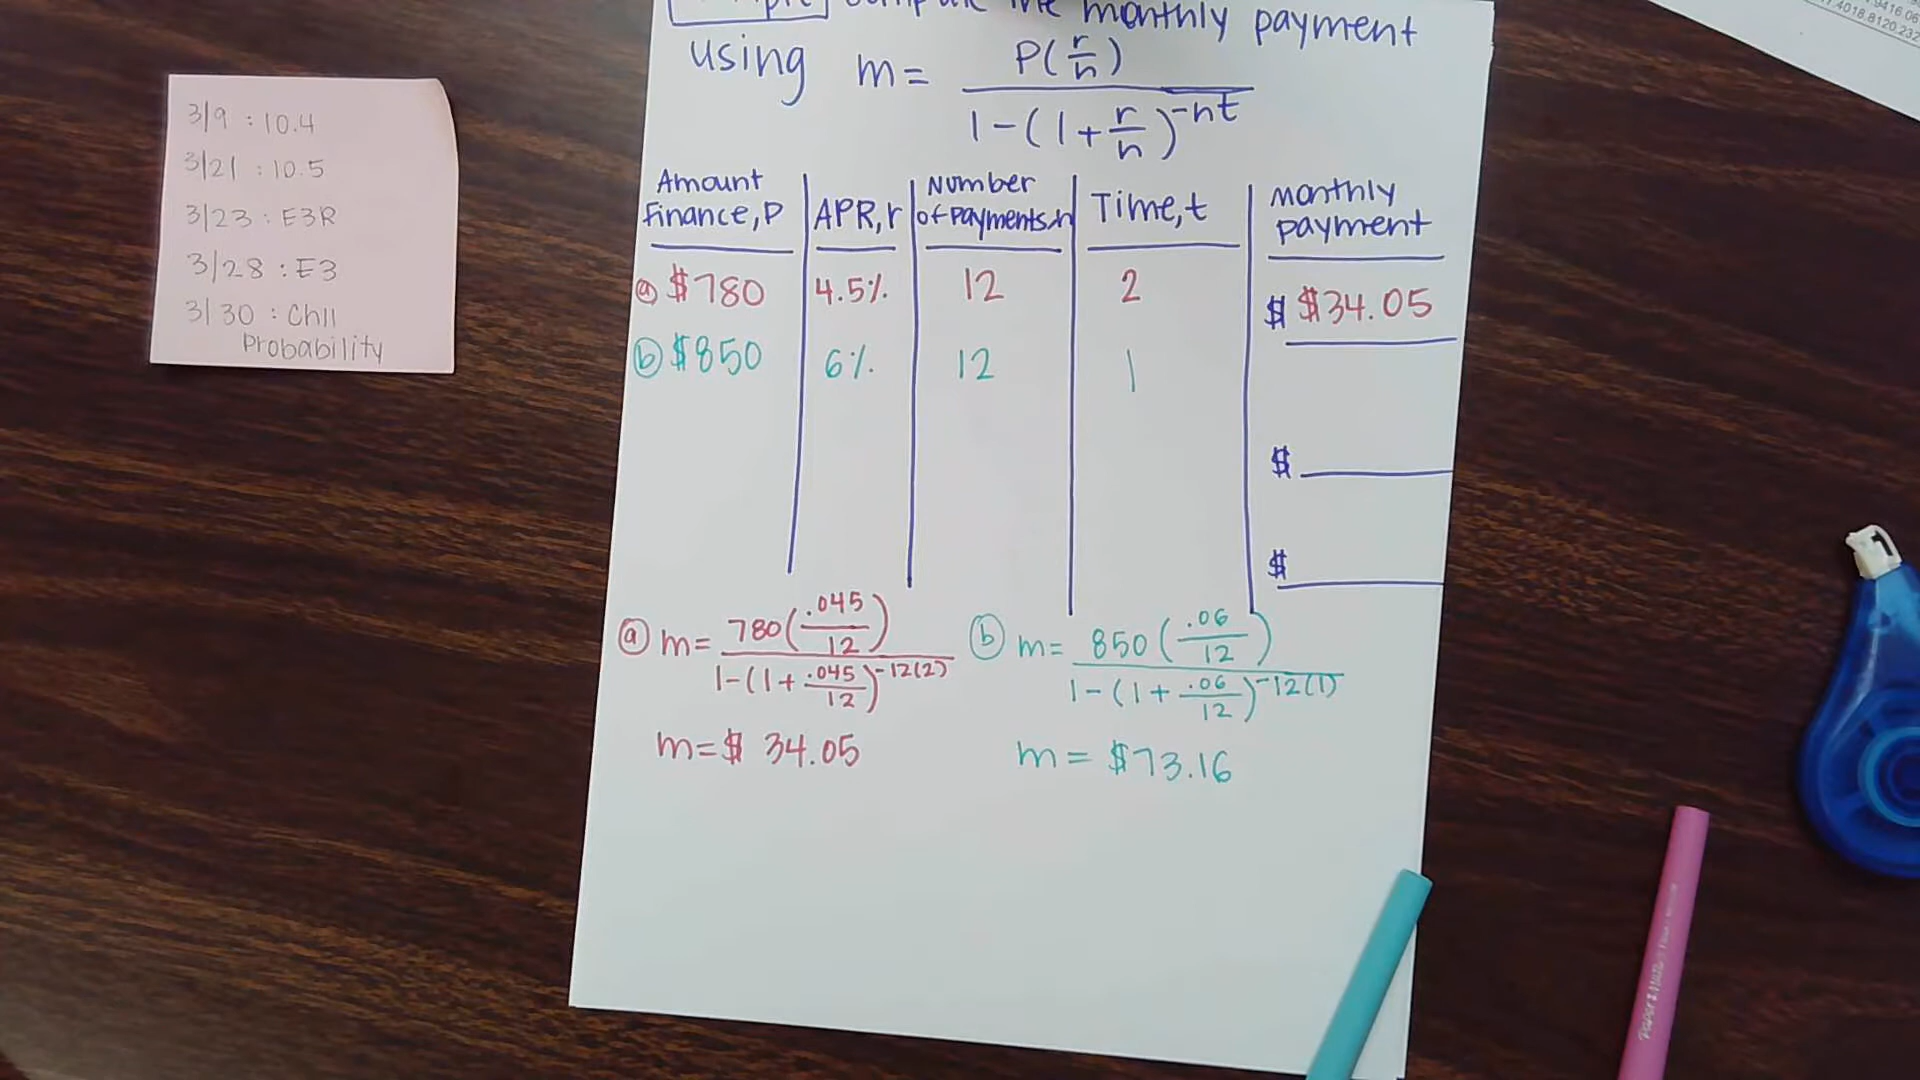 monthly payment
using m= P(r/n)
1-(1+r/n)^-nt
3/9 : 10.4
3/21 : 10.5
3/23 : E3R
3/28 : E3
3/30 : Ch11
Probability
Amount finance, P | APR, r | Number of payments, n | Time, t | monthly payment
ⓐ $780 4.5% 12 2 $ $34.05
ⓑ $850 6% 12 1
$
$
ⓐ m= 780(.045/12)
1-(1+.045/12)^-12(2)
m=$ 34.05
ⓑ m= 850(.06/12)
1-(1+.06/12)^-12(1)
m = $73.16